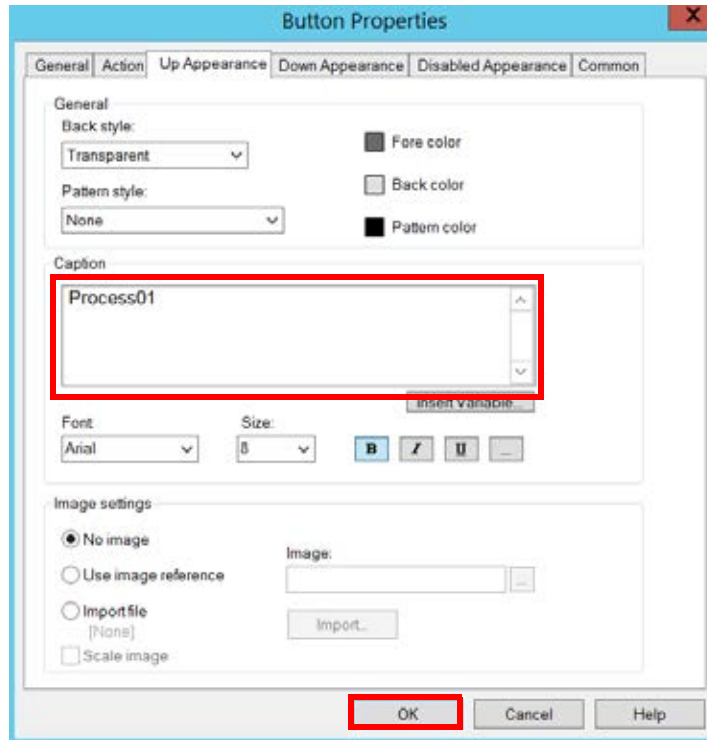 Button Properties
X
General Action Up Appearance Down Appearance Disabled Appearance Common
General
Back style:
Transparent
Fore color
Back color
Pattern style:
None
Pattern color
Caption
Process01
Insert Variable...
Font Size:
Arial 8 B I U ...
Image settings
No image
Image:
Use image reference
...
Import file
[None]
Import...
Scale image
OK Cancel Help